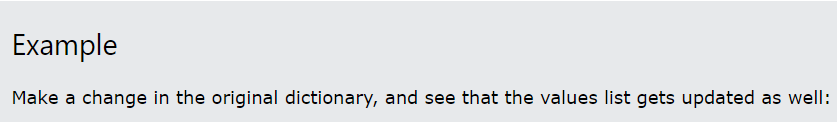 Example
Make a change in the original dictionary, and see that the values list gets updated as well: